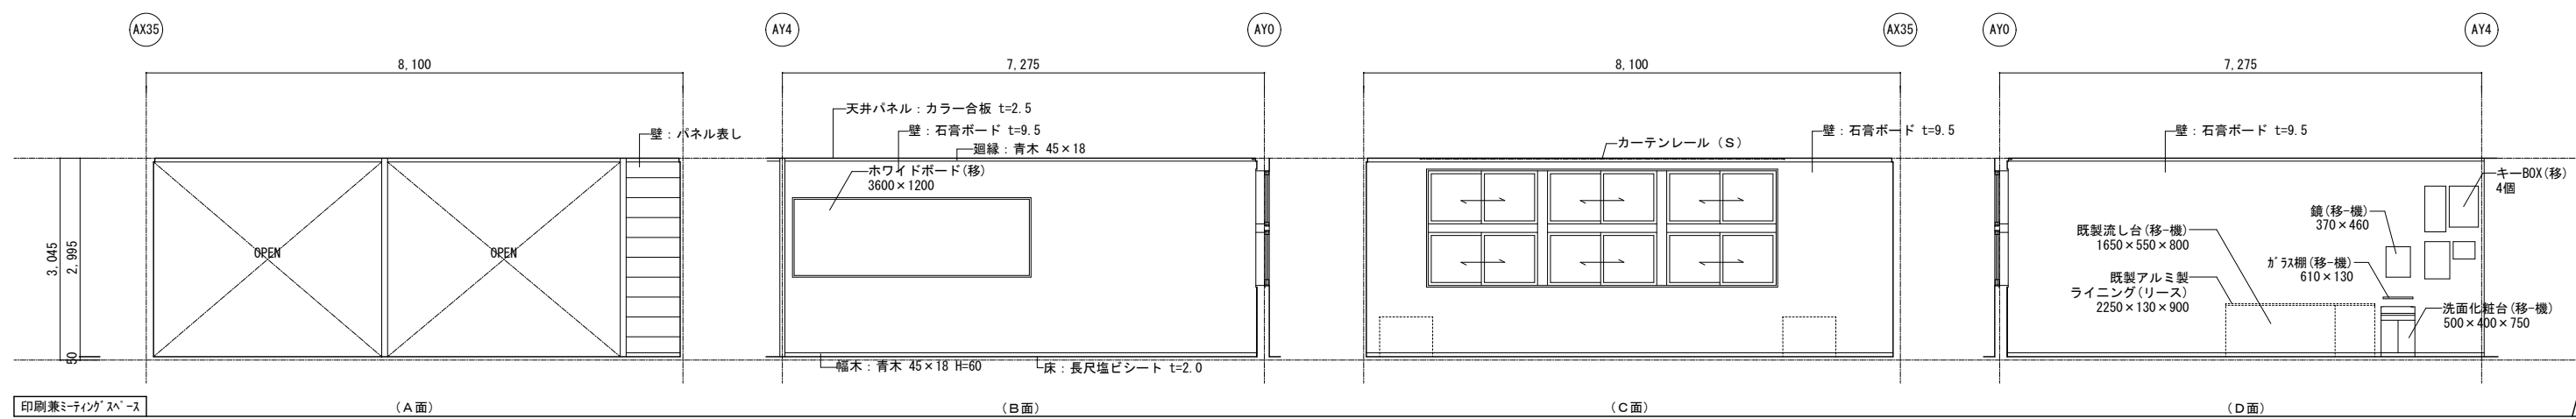 AX35
AY4
AY0
AX35
AY0
AY4
8,100
7,275
8,100
7,275
天井パネル：カラー合板 t=2.5
壁：石膏ボード t=9.5
廻縁：青木 45×18
壁：パネル表し
カーテンレール（S）
壁：石膏ボード t=9.5
壁：石膏ボード t=9.5
ホワイドボード(移)
3600×1200
キーBOX(移)
4個
鏡(移-機)
370×460
既製流し台(移-機)
1650×550×800
ガラス棚(移-機)
610×130
既製アルミ製
ライニング(リース)
2250×130×900
洗面化粧台(移-機)
500×400×750
OPEN
OPEN
3,045
2,995
50
幅木：青木 45×18 H=60
床：長尺塩ビシート t=2.0
印刷兼ミーティングスペース
（A面）
（B面）
（C面）
（D面）